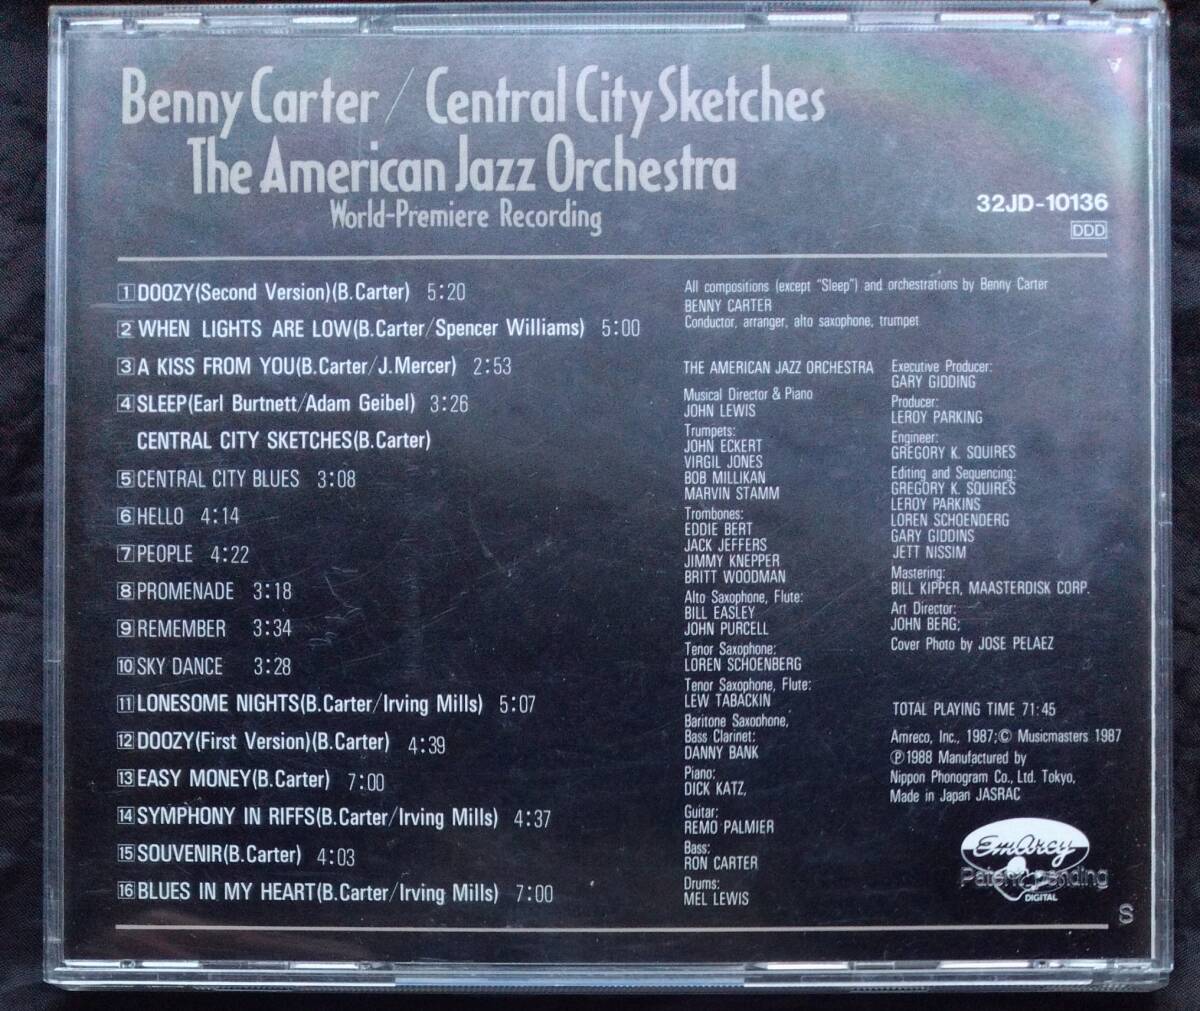 Benny Carter / Central City Sketches
The American Jazz Orchestra
World-Premiere Recording
32JD-10136
DDD
1 DOOZY(Second Version)(B.Carter) 5:20
2 WHEN LIGHTS ARE LOW(B.Carter/Spencer Williams) 5:00
3 A KISS FROM YOU(B.Carter/J.Mercer) 2:53
4 SLEEP(Earl Burtnett/Adam Geibel) 3:26
CENTRAL CITY SKETCHES(B.Carter)
5 CENTRAL CITY BLUES 3:08
6 HELLO 4:14
7 PEOPLE 4:22
8 PROMENADE 3:18
9 REMEMBER 3:34
10 SKY DANCE 3:28
11 LONESOME NIGHTS(B.Carter/Irving Mills) 5:07
12 DOOZY(First Version)(B.Carter) 4:39
13 EASY MONEY(B.Carter) 7:00
14 SYMPHONY IN RIFFS(B.Carter/Irving Mills) 4:37
15 SOUVENIR(B.Carter) 4:03
16 BLUES IN MY HEART(B.Carter/Irving Mills) 7:00
All compositions (except "Sleep") and orchestrations by Benny Carter
BENNY CARTER
Conductor, arranger, alto saxophone, trumpet
THE AMERICAN JAZZ ORCHESTRA
Musical Director & Piano
JOHN LEWIS
Trumpets:
JOHN ECKERT
VIRGIL JONES
BOB MILLIKAN
MARVIN STAMM
Trombones:
EDDIE BERT
JACK JEFFERS
JIMMY KNEPPER
BRITT WOODMAN
Alto Saxophone, Flute:
BILL EASLEY
JOHN PURCELL
Tenor Saxophone:
LOREN SCHOENBERG
Tenor Saxophone, Flute:
LEW TABACKIN
Baritone Saxophone,
Bass Clarinet:
DANNY BANK
Piano:
DICK KATZ,
Guitar:
REMO PALMIER
Bass:
RON CARTER
Drums:
MEL LEWIS
Executive Producer:
GARY GIDDING
Producer:
LEROY PARKING
Engineer:
GREGORY K. SQUIRES
Editing and Sequencing:
GREGORY K. SQUIRES
LEROY PARKINS
LOREN SCHOENDERG
GARY GIDDINS
JETT NISSIM
Mastering:
BILL KIPPER, MAASTERDISK CORP.
Art Director:
JOHN BERG;
Cover Photo by JOSE PELAEZ
TOTAL PLAYING TIME 71:45
Amreco, Inc., 1987;© Musicmasters 1987
℗1988 Manufactured by
Nippon Phonogram Co., Ltd. Tokyo,
Made in Japan JASRAC
EmArcy
Patent pending
DIGITAL
S